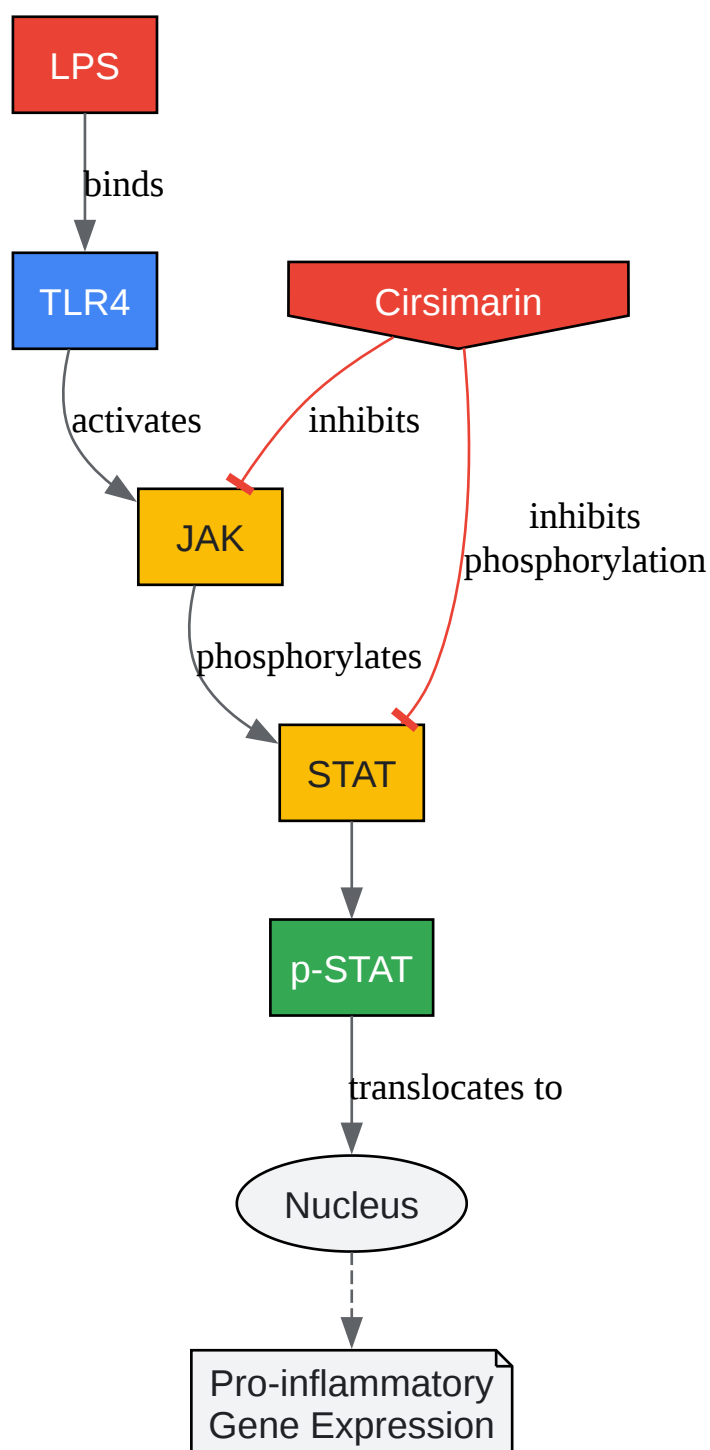 LPS
binds
TLR4
Cirsimarin
activates
inhibits
inhibits
phosphorylation
JAK
phosphorylates
STAT
p-STAT
translocates to
Nucleus
Pro-inflammatory
Gene Expression